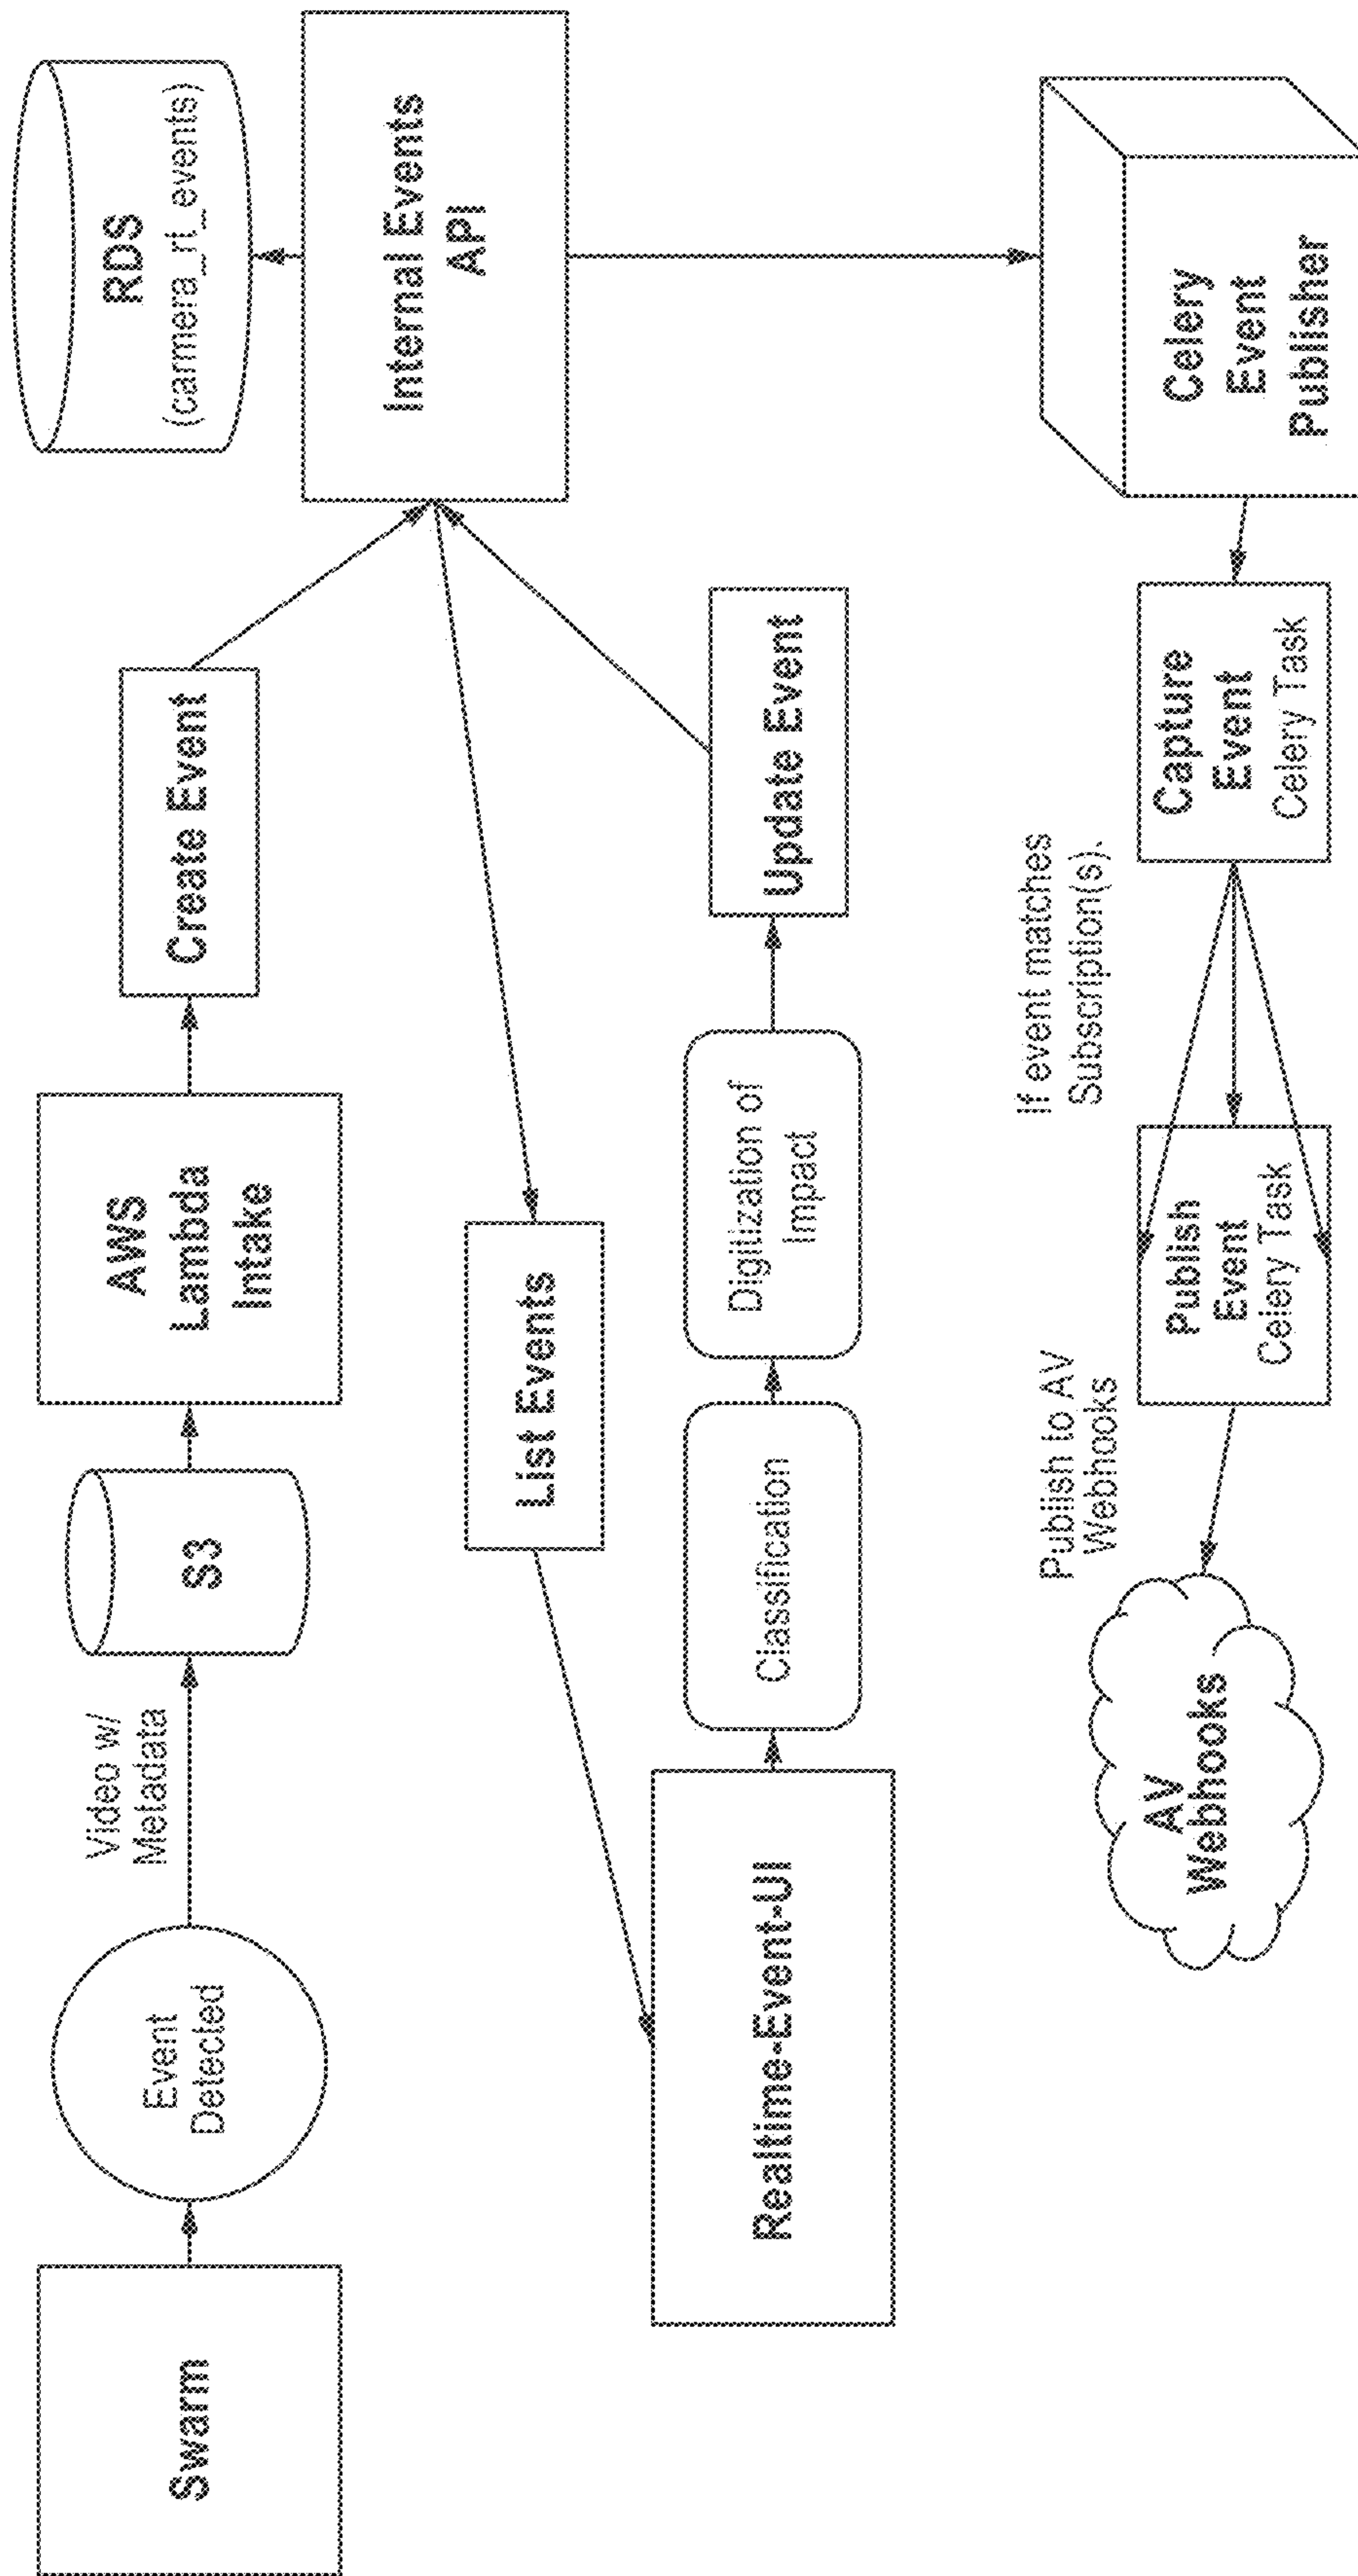 Swarm
Event
Detected
Video w/
Metadata
S3
AWS
Lambda
Intake
Create Event
RDS
(carmera_rt_events)
Internal Events
API
List Events
Realtime-Event-UI
Classification
Digitization of
Impact
Update Event
Celery
Event
Publisher
Capture
Event
Celery Task
If event matches
Subscription(s).
Publish
Event
Celery Task
Publish to AV
Webhooks
AV
Webhooks